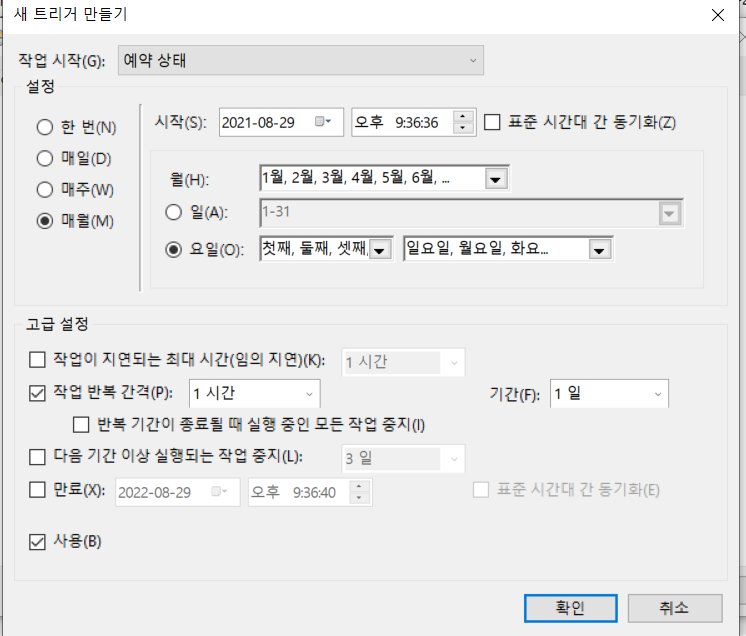 새 트리거 만들기
작업 시작(G): 예약 상태
설정
한 번(N)
매일(D)
매주(W)
매월(M)
시작(S): 2021-08-29 오후 9:36:36 표준 시간대 간 동기화(Z)
월(H): 1월, 2월, 3월, 4월, 5월, 6월, ...
일(A): 1-31
요일(O): 첫째, 둘째, 셋째, 일요일, 월요일, 화요...
고급 설정
작업이 지연되는 최대 시간(임의 지연)(K): 1 시간
작업 반복 간격(P): 1 시간 기간(F): 1 일
반복 기간이 종료될 때 실행 중인 모든 작업 중지(I)
다음 기간 이상 실행되는 작업 중지(L): 3 일
만료(X): 2022-08-29 오후 9:36:40 표준 시간대 간 동기화(E)
사용(B)
확인 취소